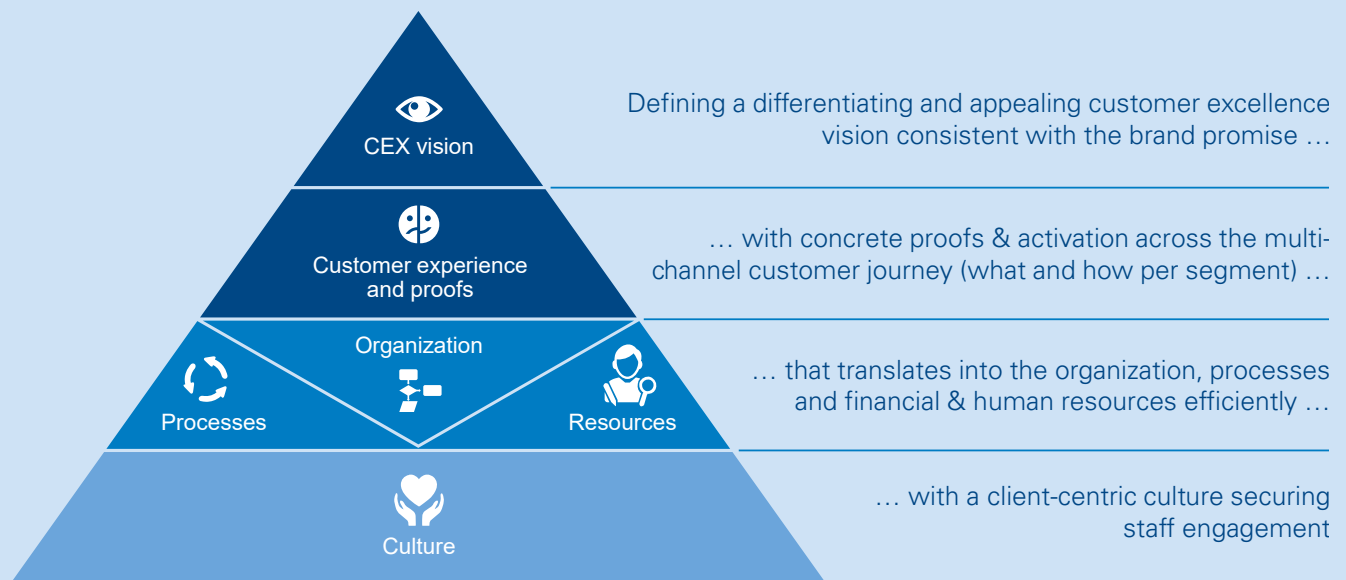 CEX vision
Defining a differentiating and appealing customer excellence
vision consistent with the brand promise …
Customer experience
and proofs
… with concrete proofs & activation across the multi-
channel customer journey (what and how per segment) …
Organization
Processes
Resources
… that translates into the organization, processes
and financial & human resources efficiently …
Culture
… with a client-centric culture securing
staff engagement